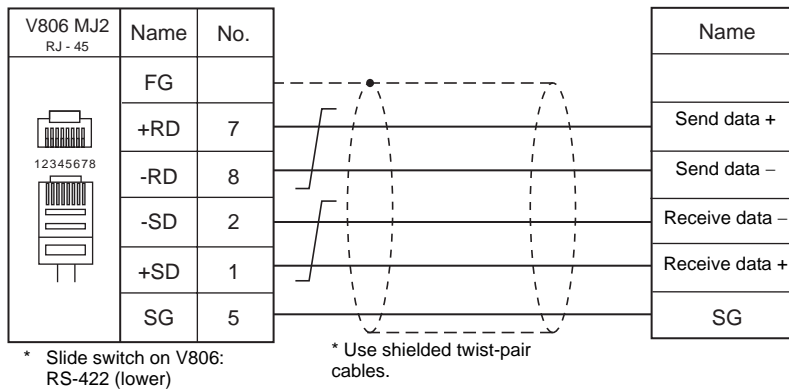 V806 MJ2
RJ - 45
Name
No.
Name
FG
+RD
7
Send data +
12345678
-RD
8
Send data −
-SD
2
Receive data −
+SD
1
Receive data +
SG
5
SG
* Slide switch on V806:
RS-422 (lower)
* Use shielded twist-pair
cables.